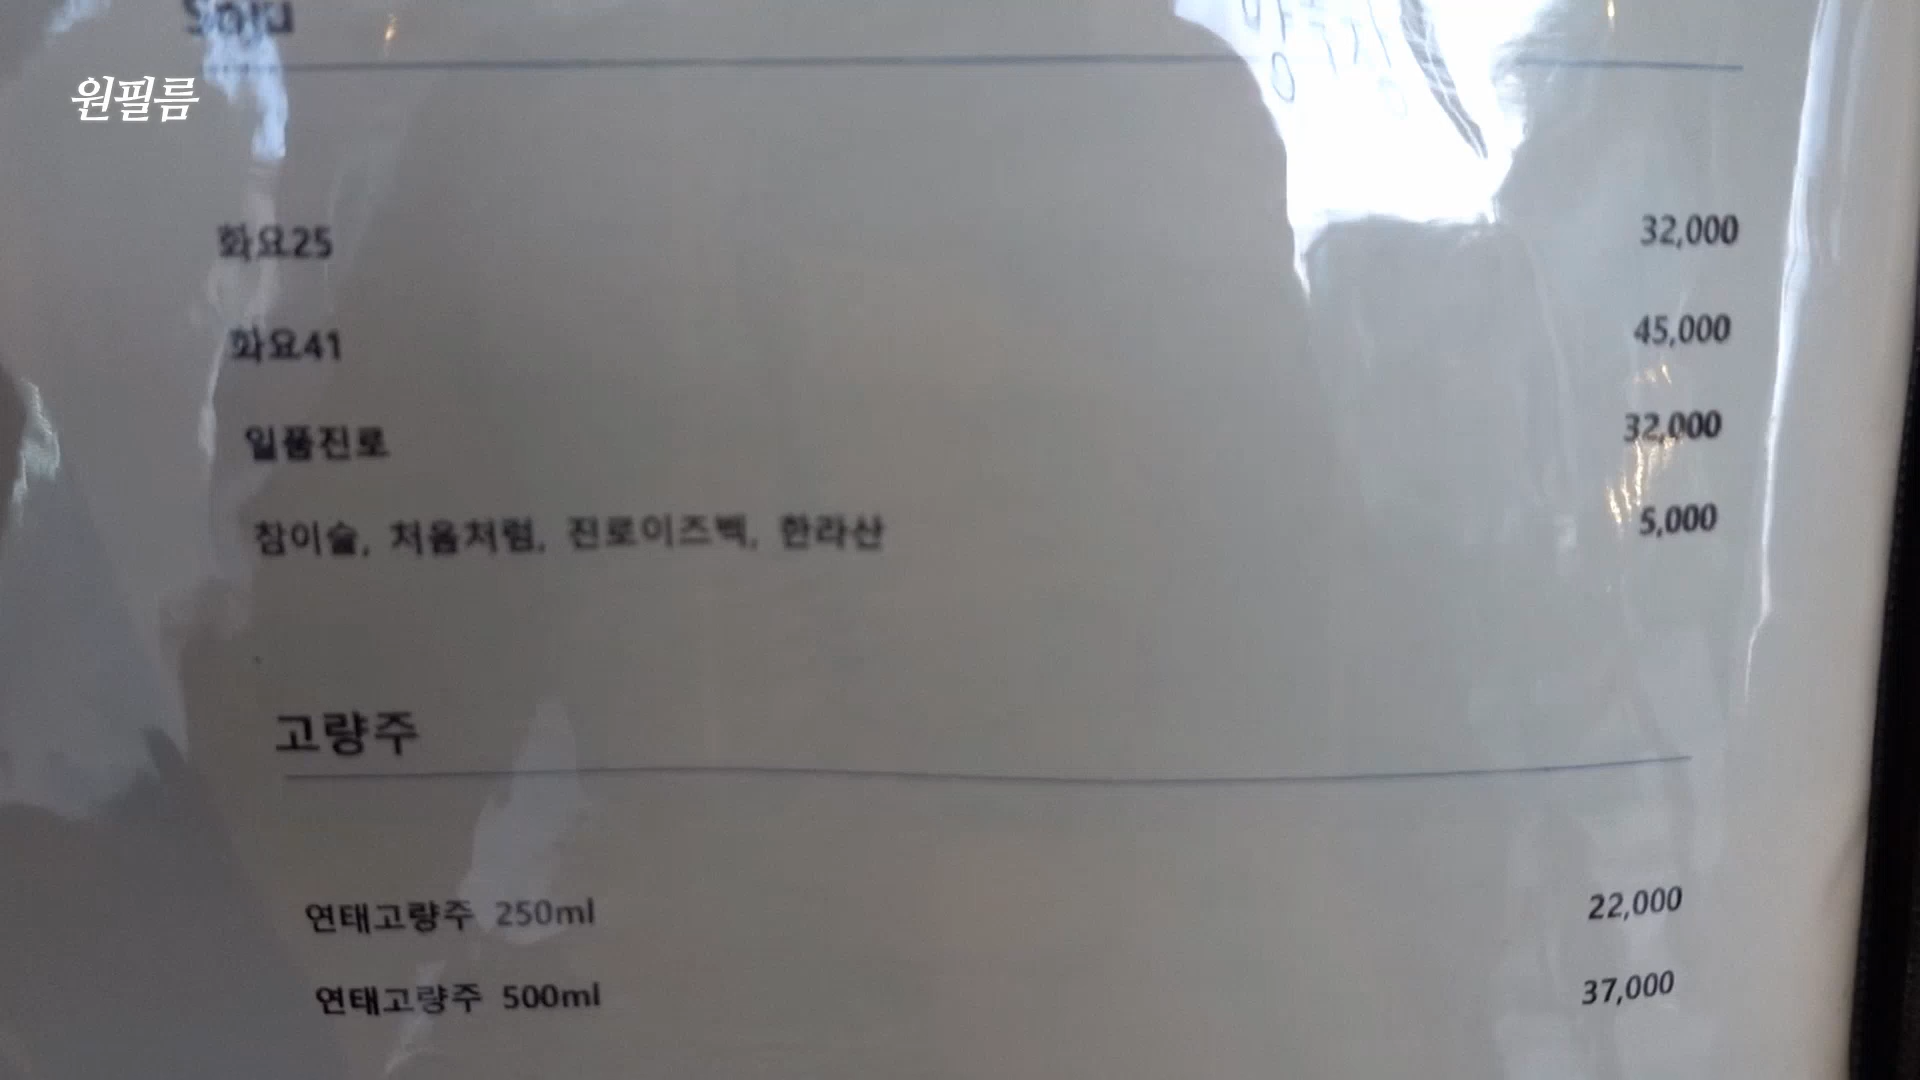 Soju
원필름
화요25 32,000
화요41 45,000
일품진로 32,000
참이슬, 처음처럼, 진로이즈백, 한라산 5,000
고량주
연태고량주 250ml 22,000
연태고량주 500ml 37,000